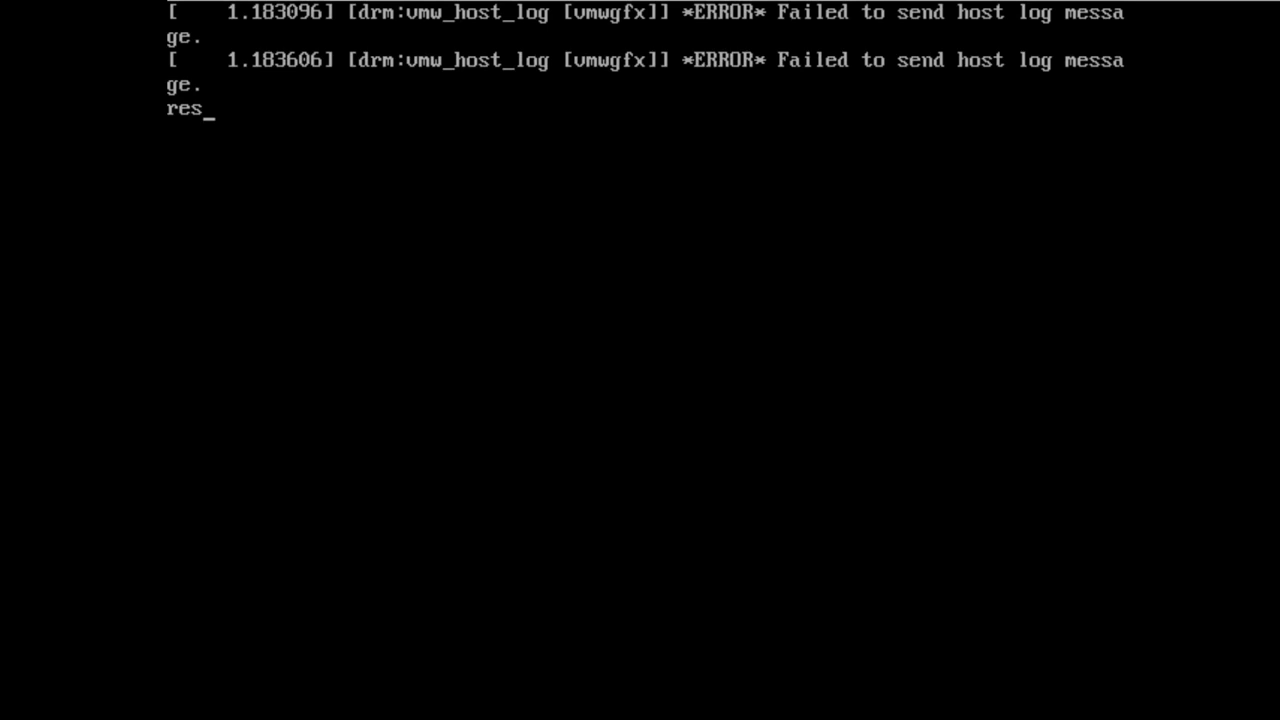 [    1.183096] [drm:vmw_host_log [vmwgfx]] *ERROR* Failed to send host log messa
ge.
[    1.183606] [drm:vmw_host_log [vmwgfx]] *ERROR* Failed to send host log messa
ge.
res_